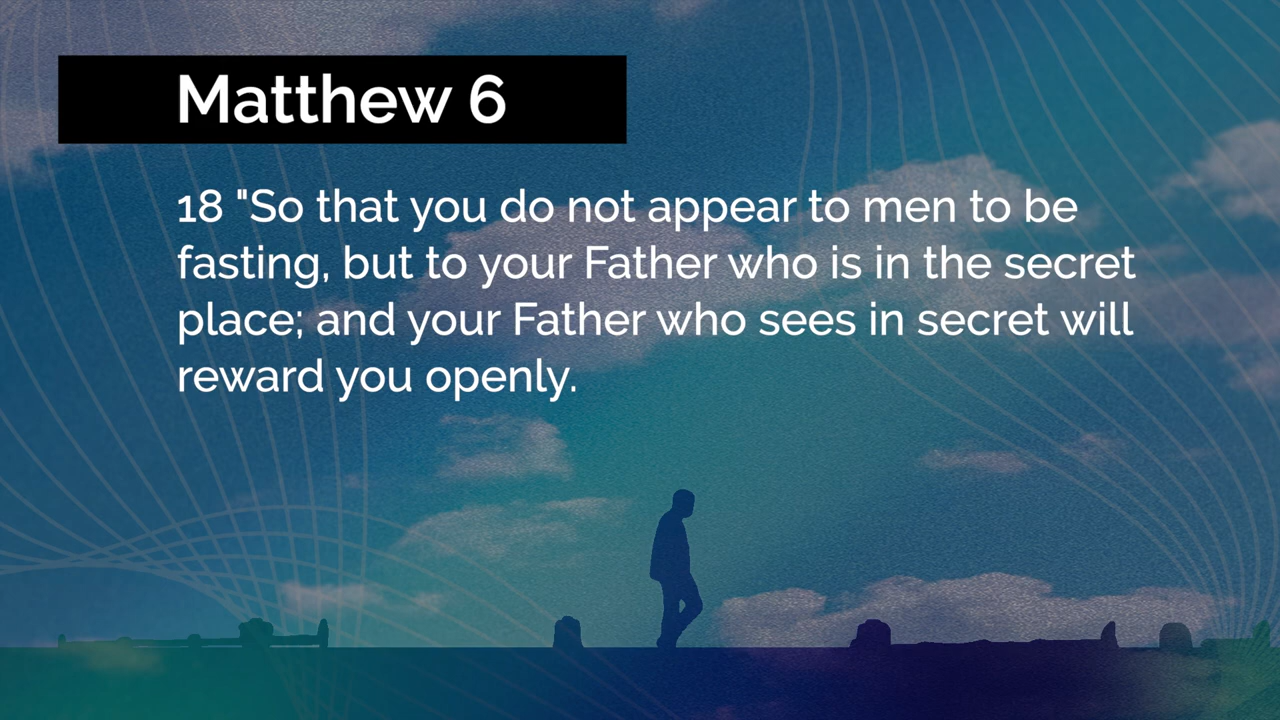 Matthew 6
18 "So that you do not appear to men to be
fasting, but to your Father who is in the secret
place; and your Father who sees in secret will
reward you openly.